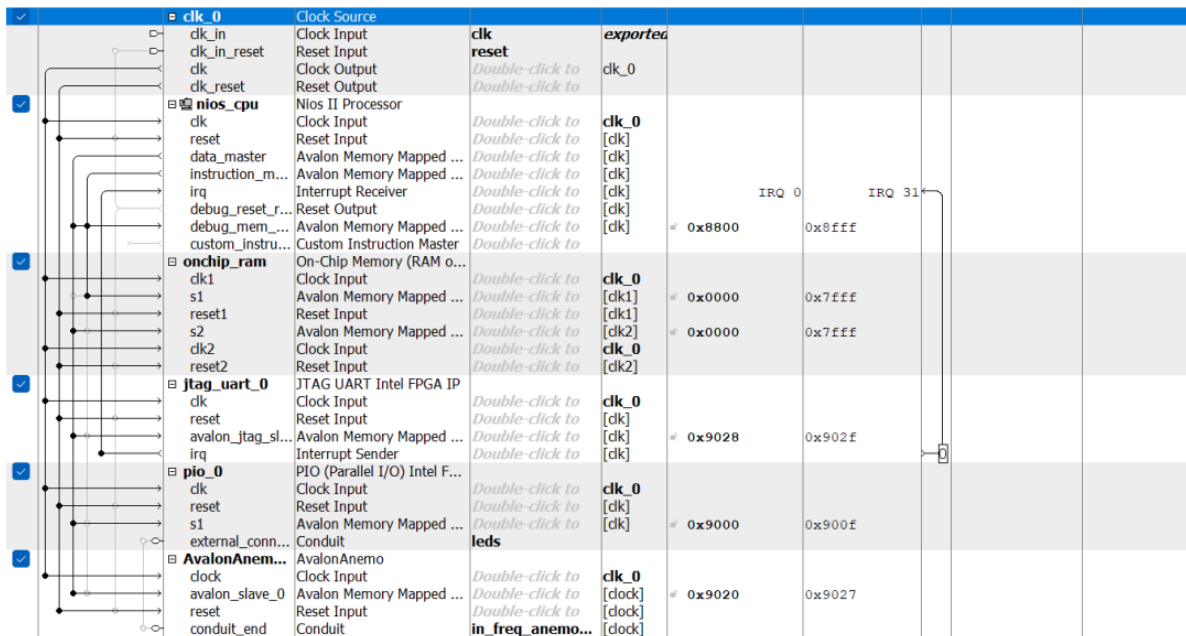 clk_0 Clock Source
clk_in Clock Input clk exported
clk_in_reset Reset Input reset
clk Clock Output Double-click to clk_0
clk_reset Reset Output Double-click to
nios_cpu Nios II Processor
clk Clock Input Double-click to clk_0
reset Reset Input Double-click to [clk]
data_master Avalon Memory Mapped ... Double-click to [clk]
instruction_m... Avalon Memory Mapped ... Double-click to [clk]
irq Interrupt Receiver Double-click to [clk] IRQ 0 IRQ 31
debug_reset_r... Reset Output Double-click to [clk]
debug_mem_... Avalon Memory Mapped ... Double-click to [clk] 0x8800 0x8fff
custom_instru... Custom Instruction Master Double-click to
onchip_ram On-Chip Memory (RAM o...
clk1 Clock Input Double-click to clk_0
s1 Avalon Memory Mapped ... Double-click to [clk1] 0x0000 0x7fff
reset1 Reset Input Double-click to [clk1]
s2 Avalon Memory Mapped ... Double-click to [clk2] 0x0000 0x7fff
clk2 Clock Input Double-click to clk_0
reset2 Reset Input Double-click to [clk2]
jtag_uart_0 JTAG UART Intel FPGA IP
clk Clock Input Double-click to clk_0
reset Reset Input Double-click to [clk]
avalon_jtag_sl... Avalon Memory Mapped ... Double-click to [clk] 0x9028 0x902f
irq Interrupt Sender Double-click to [clk] 0
pio_0 PIO (Parallel I/O) Intel F...
clk Clock Input Double-click to clk_0
reset Reset Input Double-click to [clk]
s1 Avalon Memory Mapped ... Double-click to [clk] 0x9000 0x900f
external_conn... Conduit leds
AvalonAnem... AvalonAnemo
clock Clock Input Double-click to clk_0
avalon_slave_0 Avalon Memory Mapped ... Double-click to [clock] 0x9020 0x9027
reset Reset Input Double-click to [clock]
conduit_end Conduit in_freq_anemo... [clock]